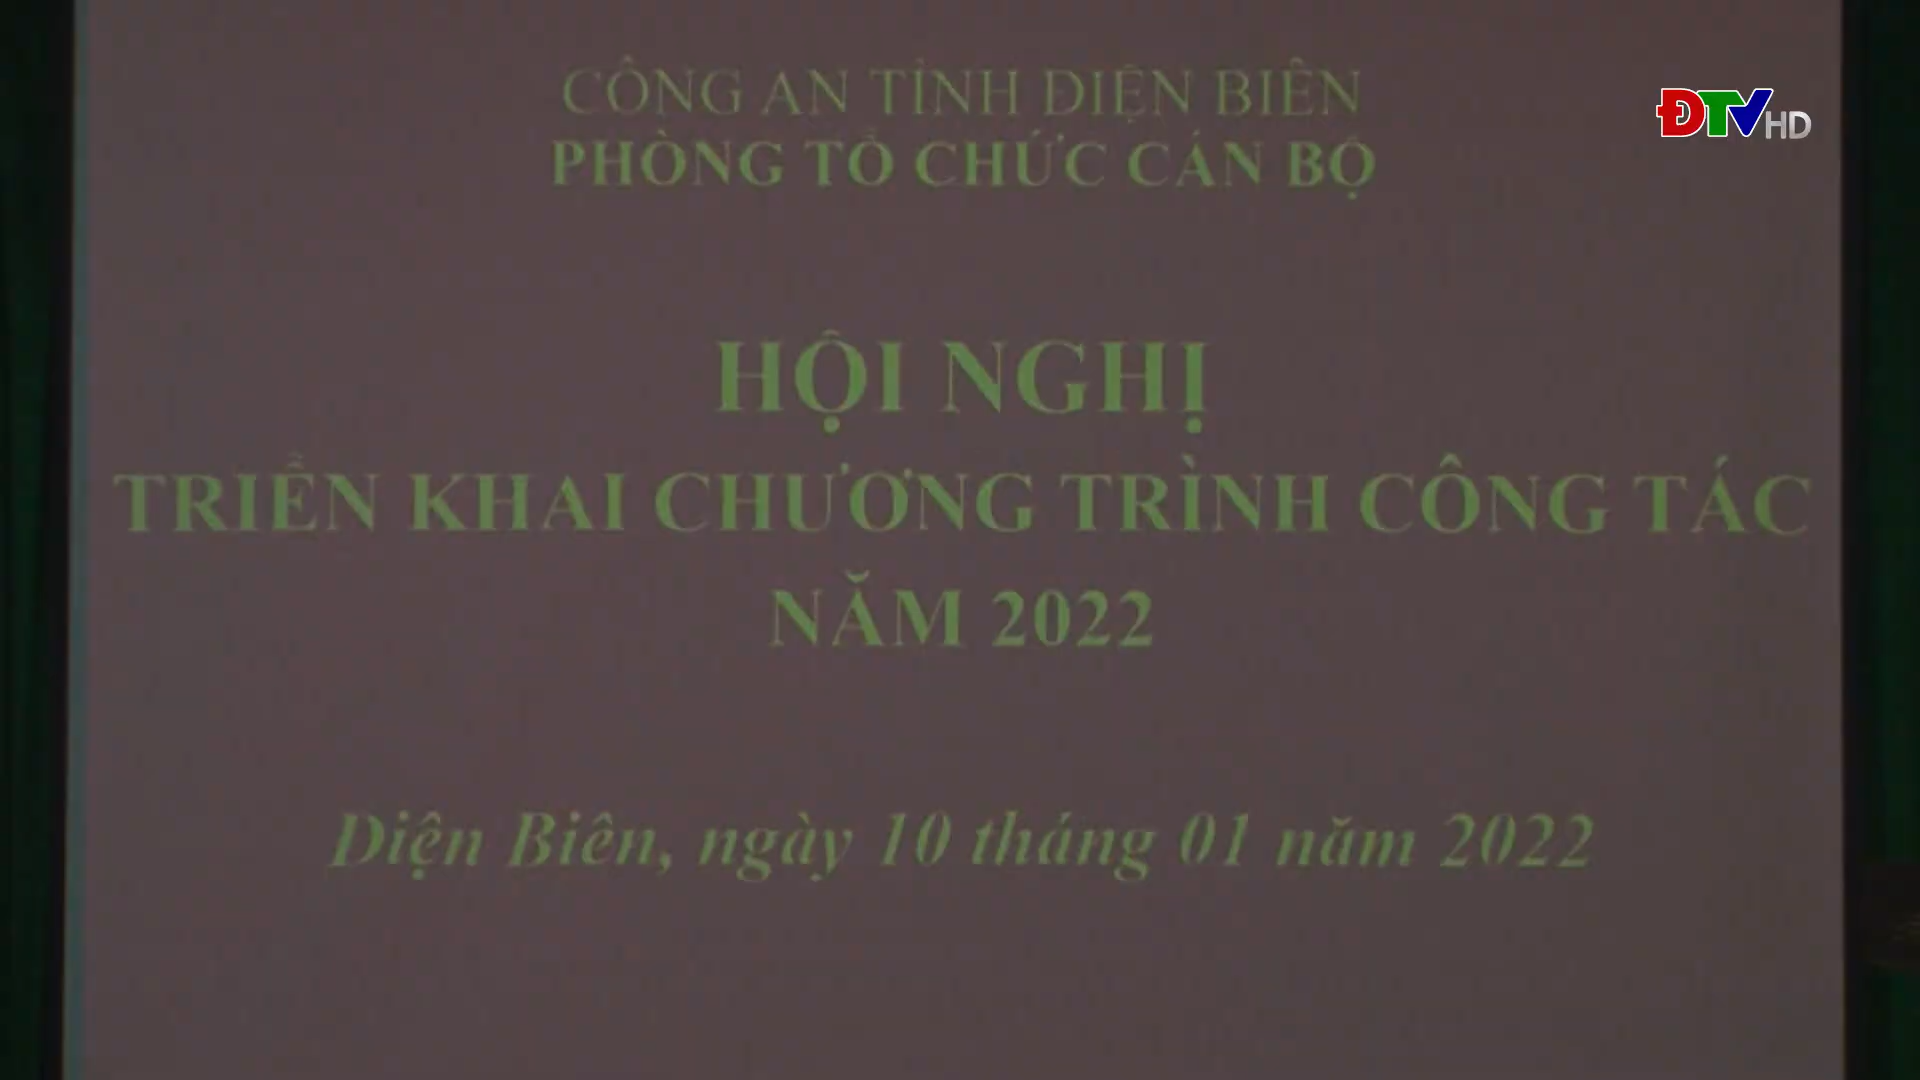 CÔNG AN TỈNH ĐIỆN BIÊN
ĐTV HD
PHÒNG TỔ CHỨC CÁN BỘ
HỘI NGHỊ
TRIỂN KHAI CHƯƠNG TRÌNH CÔNG TÁC
NĂM 2022
Điện Biên, ngày 10 tháng 01 năm 2022